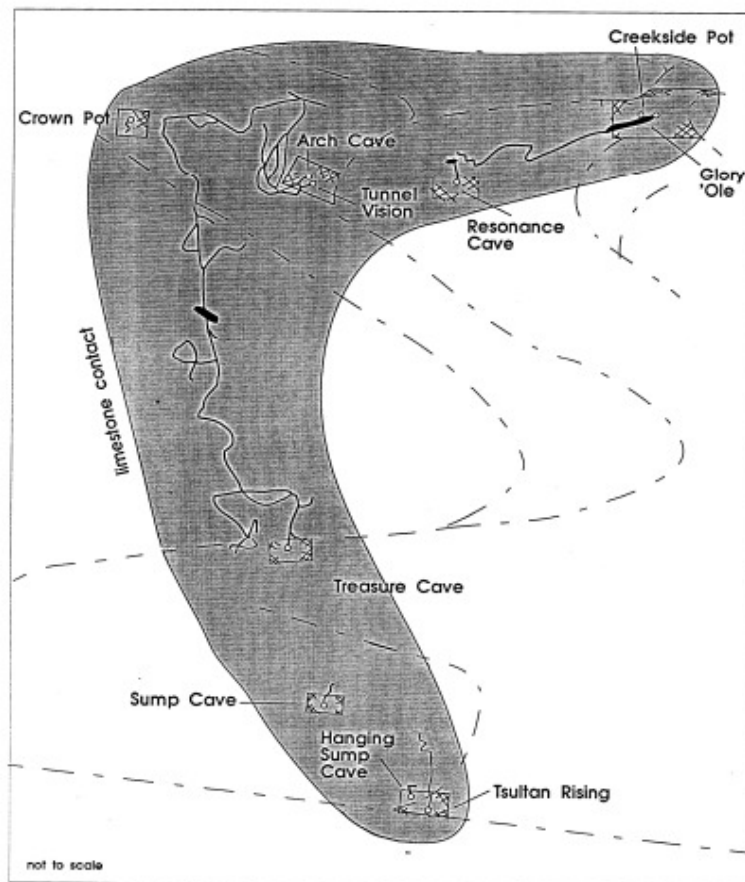 Creekside Pot
Crown Pot
Arch Cave
Tunnel
Vision
Glory
'Ole
Resonance
Cave
limestone contact
Treasure Cave
Sump Cave
Hanging
Sump
Cave
Tsultan Rising
not to scale